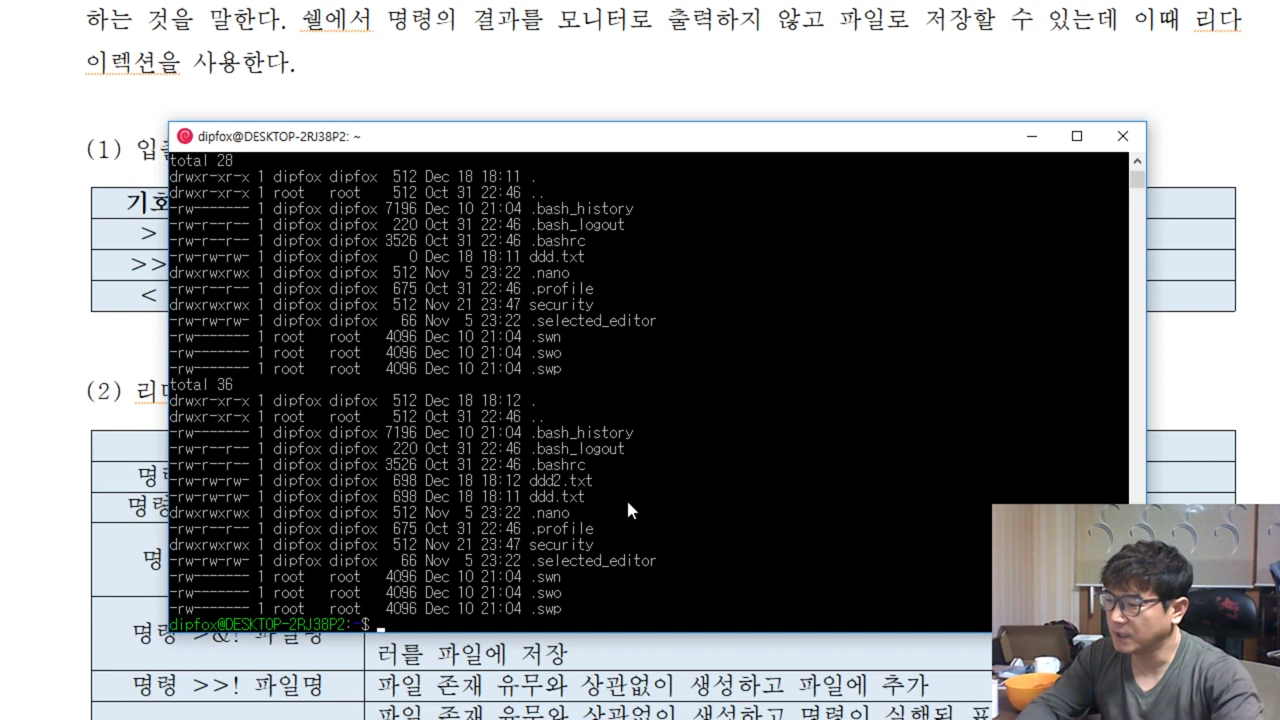 하는 것을 말한다. 쉘에서 명령의 결과를 모니터로 출력하지 않고 파일로 저장할 수 있는데 이때 리다
이렉션을 사용한다.
dipfox@DESKTOP-2RJ38P2: ~
(1)
total 28
drwxr-xr-x 1 dipfox dipfox 512 Dec 18 18:11 .
drwxr-xr-x 1 root root 512 Oct 31 22:46 ..
-rw------- 1 dipfox dipfox 7196 Dec 10 21:04 .bash_history
-rw-r--r-- 1 dipfox dipfox 220 Oct 31 22:46 .bash_logout
-rw-r--r-- 1 dipfox dipfox 3526 Oct 31 22:46 .bashrc
-rw-rw-rw- 1 dipfox dipfox 0 Dec 18 18:11 ddd.txt
drwxrwxrwx 1 dipfox dipfox 512 Nov 5 23:22 .nano
-rw-r--r-- 1 dipfox dipfox 675 Oct 31 22:46 .profile
drwxrwxrwx 1 dipfox dipfox 512 Nov 21 23:47 security
-rw-rw-rw- 1 dipfox dipfox 66 Nov 5 23:22 .selected_editor
-rw------- 1 root root 4096 Dec 10 21:04 .swn
-rw------- 1 root root 4096 Dec 10 21:04 .swo
-rw------- 1 root root 4096 Dec 10 21:04 .swp
total 36
drwxr-xr-x 1 dipfox dipfox 512 Dec 18 18:12 .
drwxr-xr-x 1 root root 512 Oct 31 22:46 ..
-rw------- 1 dipfox dipfox 7196 Dec 10 21:04 .bash_history
-rw-r--r-- 1 dipfox dipfox 220 Oct 31 22:46 .bash_logout
-rw-r--r-- 1 dipfox dipfox 3526 Oct 31 22:46 .bashrc
-rw-rw-rw- 1 dipfox dipfox 698 Dec 18 18:12 ddd2.txt
-rw-rw-rw- 1 dipfox dipfox 698 Dec 18 18:11 ddd.txt
drwxrwxrwx 1 dipfox dipfox 512 Nov 5 23:22 .nano
-rw-r--r-- 1 dipfox dipfox 675 Oct 31 22:46 .profile
drwxrwxrwx 1 dipfox dipfox 512 Nov 21 23:47 security
-rw-rw-rw- 1 dipfox dipfox 66 Nov 5 23:22 .selected_editor
-rw------- 1 root root 4096 Dec 10 21:04 .swn
-rw------- 1 root root 4096 Dec 10 21:04 .swo
-rw------- 1 root root 4096 Dec 10 21:04 .swp
dipfox@DESKTOP-2RJ38P2:~$
>
>>
<
(2)
러를 파일에 저장
명령 >>! 파일명 파일 존재 유무와 상관없이 생성하고 파일에 추가
파일 존재 유무와 상관없이 생성하고 명령이 실행된 표